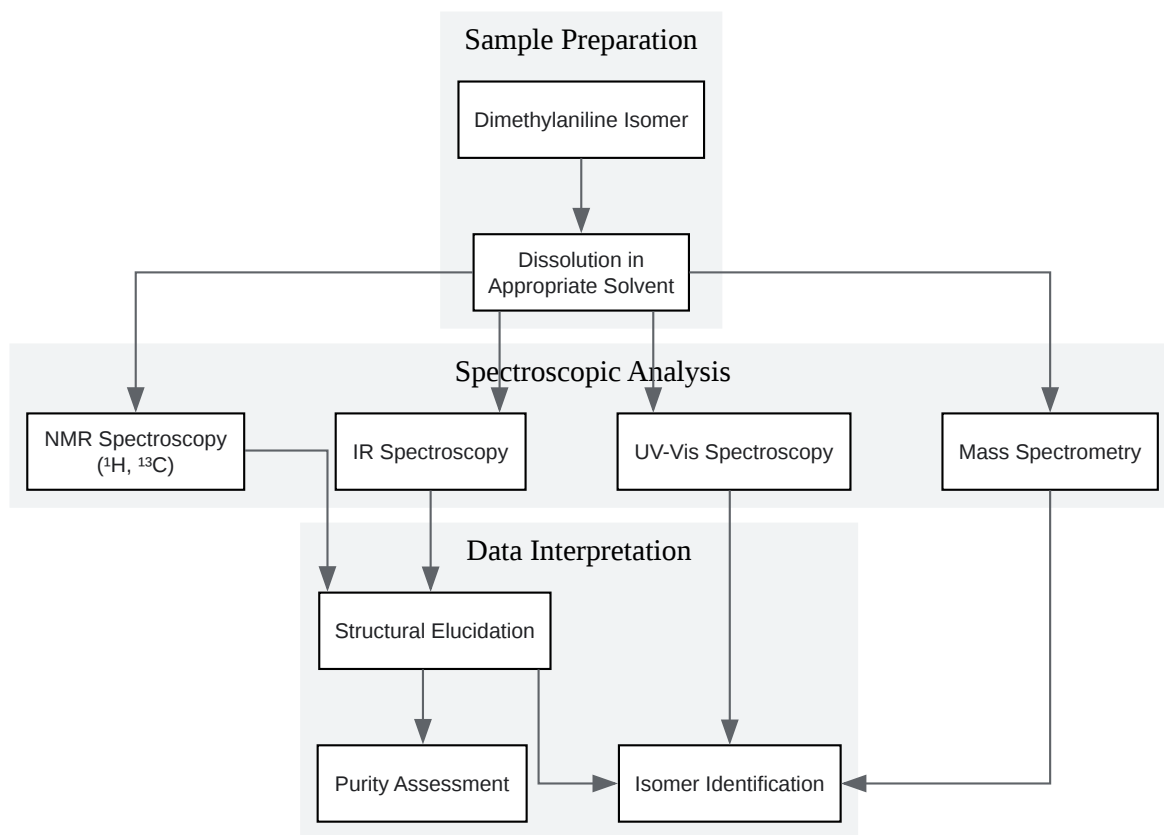 Sample Preparation
Dimethylaniline Isomer
Dissolution in
Appropriate Solvent
Spectroscopic Analysis
NMR Spectroscopy
(¹H, ¹³C)
IR Spectroscopy
UV-Vis Spectroscopy
Mass Spectrometry
Data Interpretation
Structural Elucidation
Purity Assessment
Isomer Identification